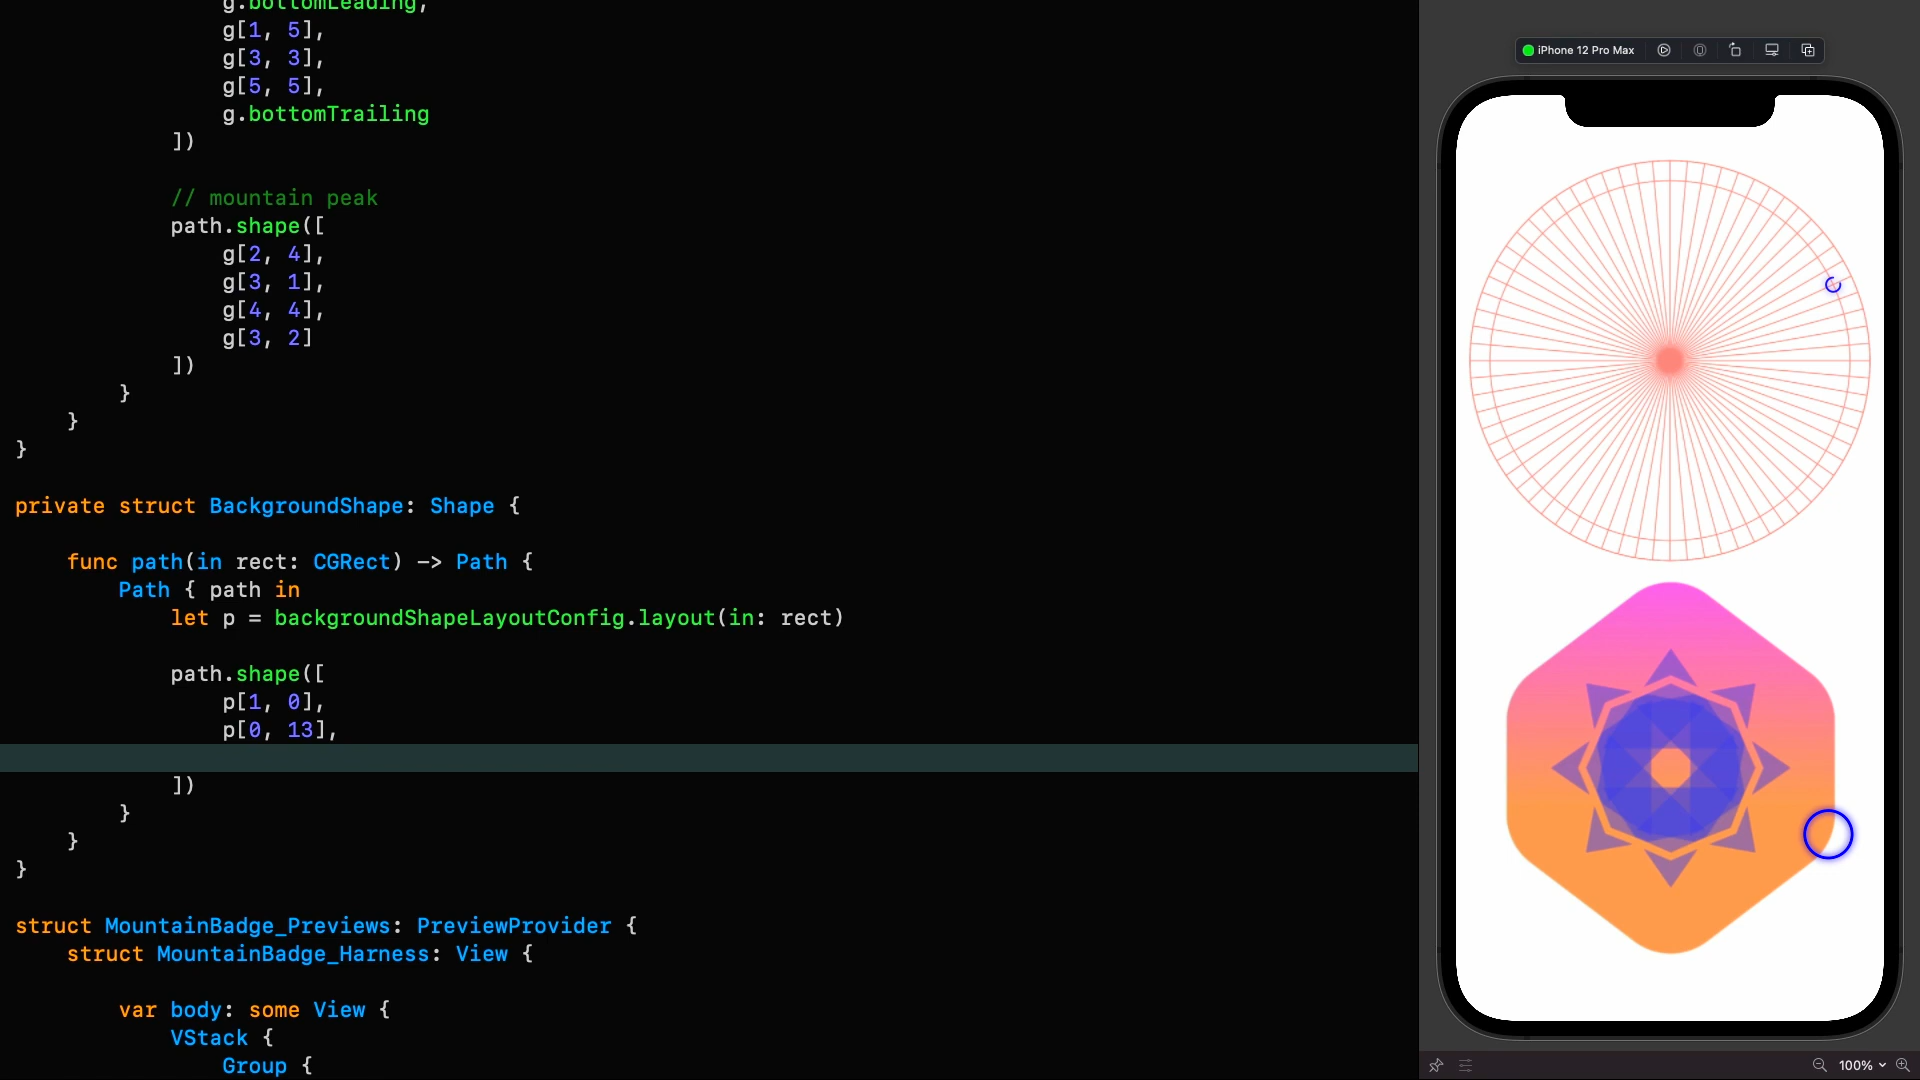 g.bottomLeading,
g[1, 5],
g[3, 3],
g[5, 5],
g.bottomTrailing
])
// mountain peak
path.shape([
g[2, 4],
g[3, 1],
g[4, 4],
g[3, 2]
])
}
}
}
private struct BackgroundShape: Shape {
func path(in rect: CGRect) -> Path {
Path { path in
let p = backgroundShapeLayoutConfig.layout(in: rect)
path.shape([
p[1, 0],
p[0, 13],
])
}
}
}
struct MountainBadge_Previews: PreviewProvider {
struct MountainBadge_Harness: View {
var body: some View {
VStack {
Group {
iPhone 12 Pro Max
100%